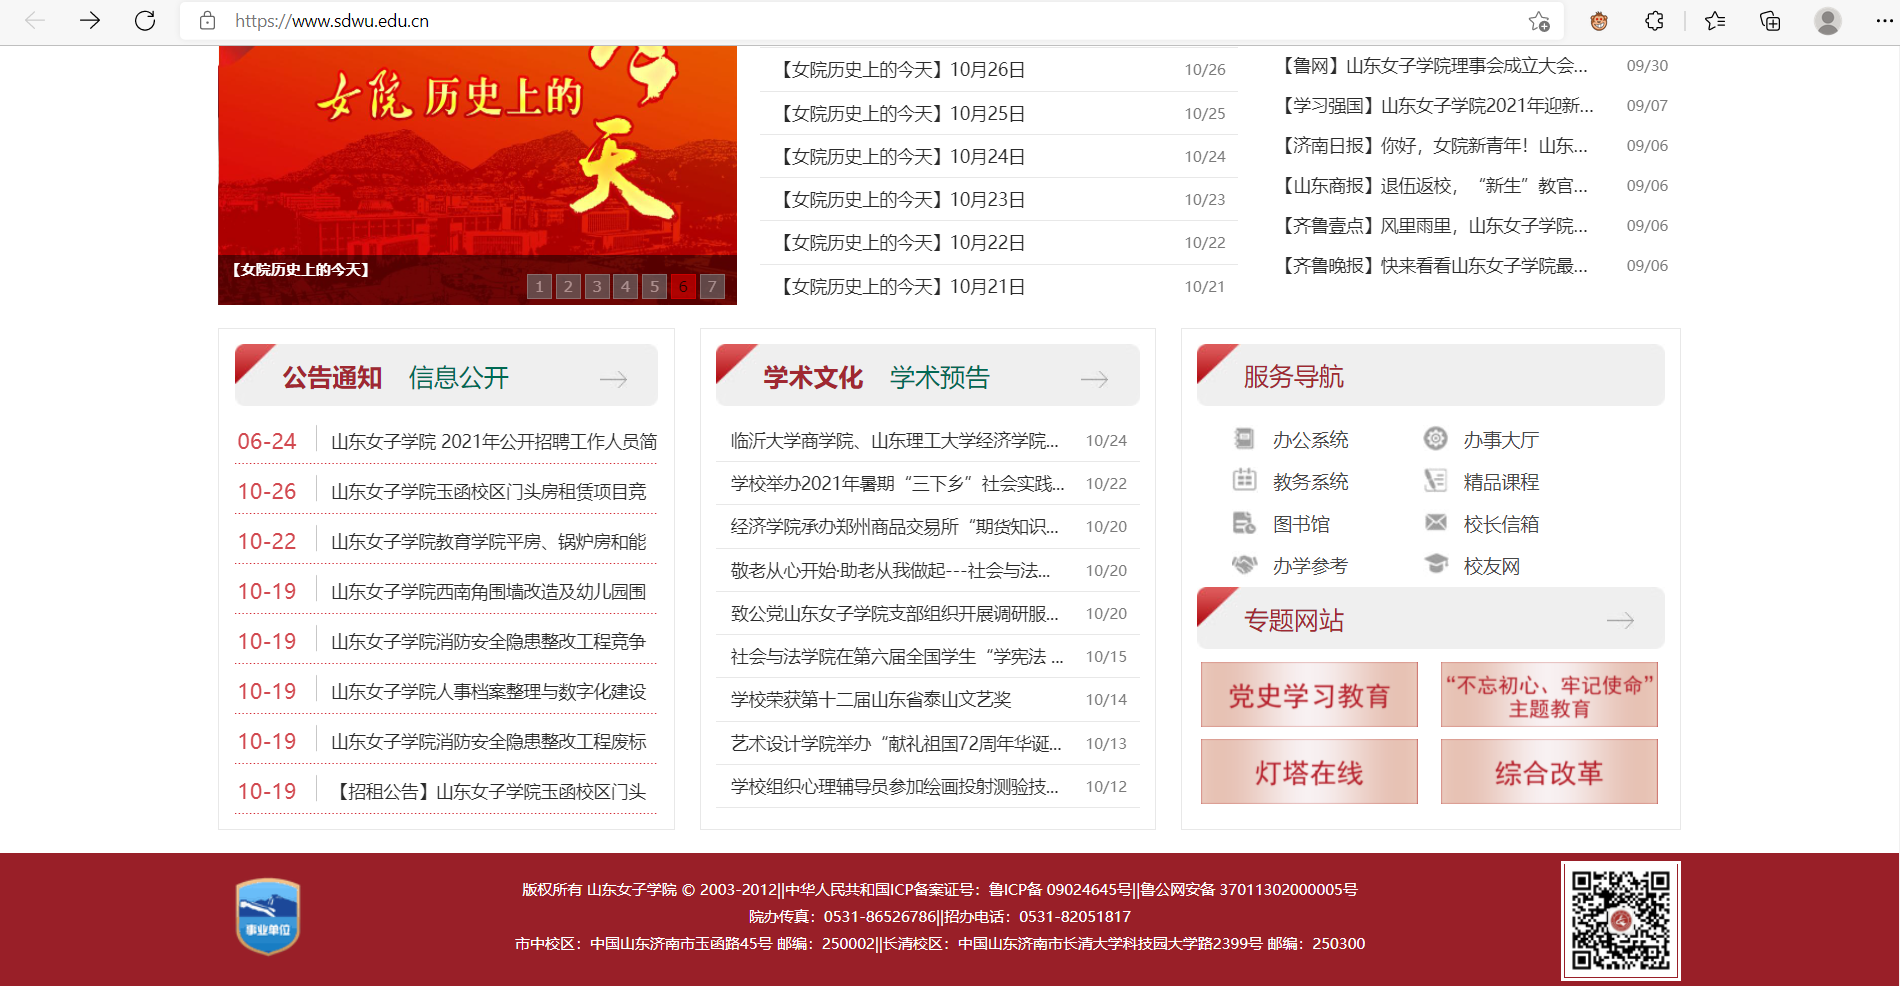 https://www.sdwu.edu.cn
女院 历史上的
天
【女院历史上的今天】
1 2 3 4 5 6 7
【女院历史上的今天】10月26日 10/26
【女院历史上的今天】10月25日 10/25
【女院历史上的今天】10月24日 10/24
【女院历史上的今天】10月23日 10/23
【女院历史上的今天】10月22日 10/22
【女院历史上的今天】10月21日 10/21
【鲁网】山东女子学院理事会成立大会... 09/30
【学习强国】山东女子学院2021年迎新... 09/07
【济南日报】你好，女院新青年！山东... 09/06
【山东商报】退伍返校，“新生”教官... 09/06
【齐鲁壹点】风里雨里，山东女子学院... 09/06
【齐鲁晚报】快来看看山东女子学院最... 09/06
公告通知 信息公开
06-24 山东女子学院 2021年公开招聘工作人员简
10-26 山东女子学院玉函校区门头房租赁项目竞
10-22 山东女子学院教育学院平房、锅炉房和能
10-19 山东女子学院西南角围墙改造及幼儿园围
10-19 山东女子学院消防安全隐患整改工程竞争
10-19 山东女子学院人事档案整理与数字化建设
10-19 山东女子学院消防安全隐患整改工程废标
10-19 【招租公告】山东女子学院玉函校区门头
学术文化 学术预告
临沂大学商学院、山东理工大学经济学院... 10/24
学校举办2021年暑期“三下乡”社会实践... 10/22
经济学院承办郑州商品交易所“期货知识... 10/20
敬老从心开始·助老从我做起---社会与法... 10/20
致公党山东女子学院支部组织开展调研服... 10/20
社会与法学院在第六届全国学生“学宪法 ... 10/15
学校荣获第十二届山东省泰山文艺奖 10/14
艺术设计学院举办“献礼祖国72周年华诞... 10/13
学校组织心理辅导员参加绘画投射测验技... 10/12
服务导航
办公系统 办事大厅
教务系统 精品课程
图书馆 校长信箱
办学参考 校友网
专题网站
党史学习教育
“不忘初心、牢记使命”
主题教育
灯塔在线
综合改革
事业单位
版权所有 山东女子学院 © 2003-2012||中华人民共和国ICP备案证号：鲁ICP备 09024645号||鲁公网安备 37011302000005号
院办传真：0531-86526786||招办电话：0531-82051817
市中校区：中国山东济南市玉函路45号 邮编：250002||长清校区：中国山东济南市长清大学科技园大学路2399号 邮编：250300